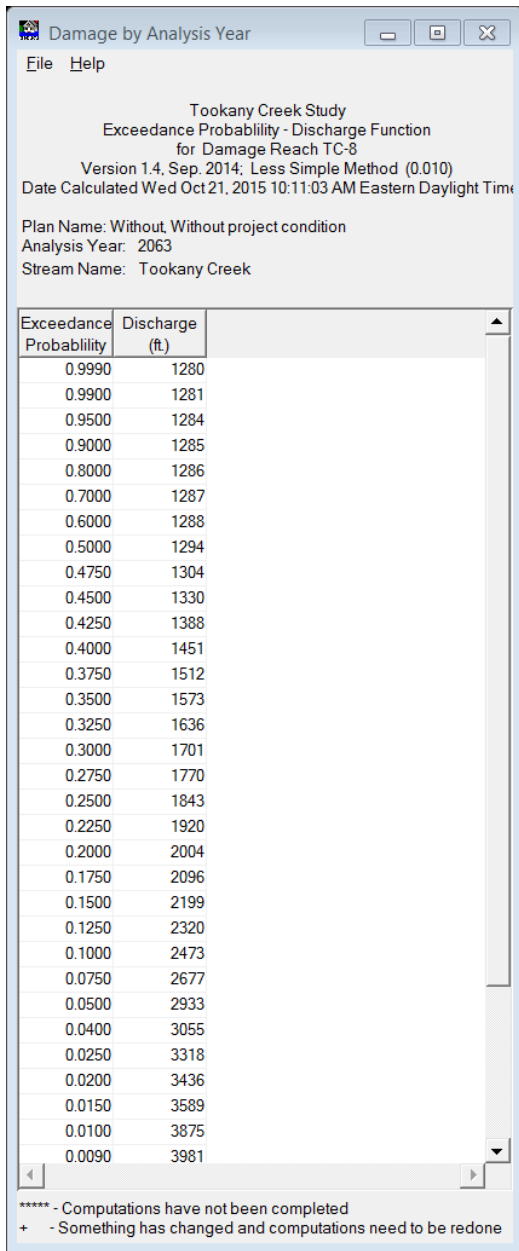 Damage by Analysis Year
File Help
Tookany Creek Study
Exceedance Probablility - Discharge Function
for Damage Reach TC-8
Version 1.4, Sep. 2014; Less Simple Method (0.010)
Date Calculated Wed Oct 21, 2015 10:11:03 AM Eastern Daylight Time
Plan Name: Without, Without project condition
Analysis Year: 2063
Stream Name: Tookany Creek
Exceedance Discharge
Probablility (ft.)
0.9990 1280
0.9900 1281
0.9500 1284
0.9000 1285
0.8000 1286
0.7000 1287
0.6000 1288
0.5000 1294
0.4750 1304
0.4500 1330
0.4250 1388
0.4000 1451
0.3750 1512
0.3500 1573
0.3250 1636
0.3000 1701
0.2750 1770
0.2500 1843
0.2250 1920
0.2000 2004
0.1750 2096
0.1500 2199
0.1250 2320
0.1000 2473
0.0750 2677
0.0500 2933
0.0400 3055
0.0250 3318
0.0200 3436
0.0150 3589
0.0100 3875
0.0090 3981
***** - Computations have not been completed
+ - Something has changed and computations need to be redone